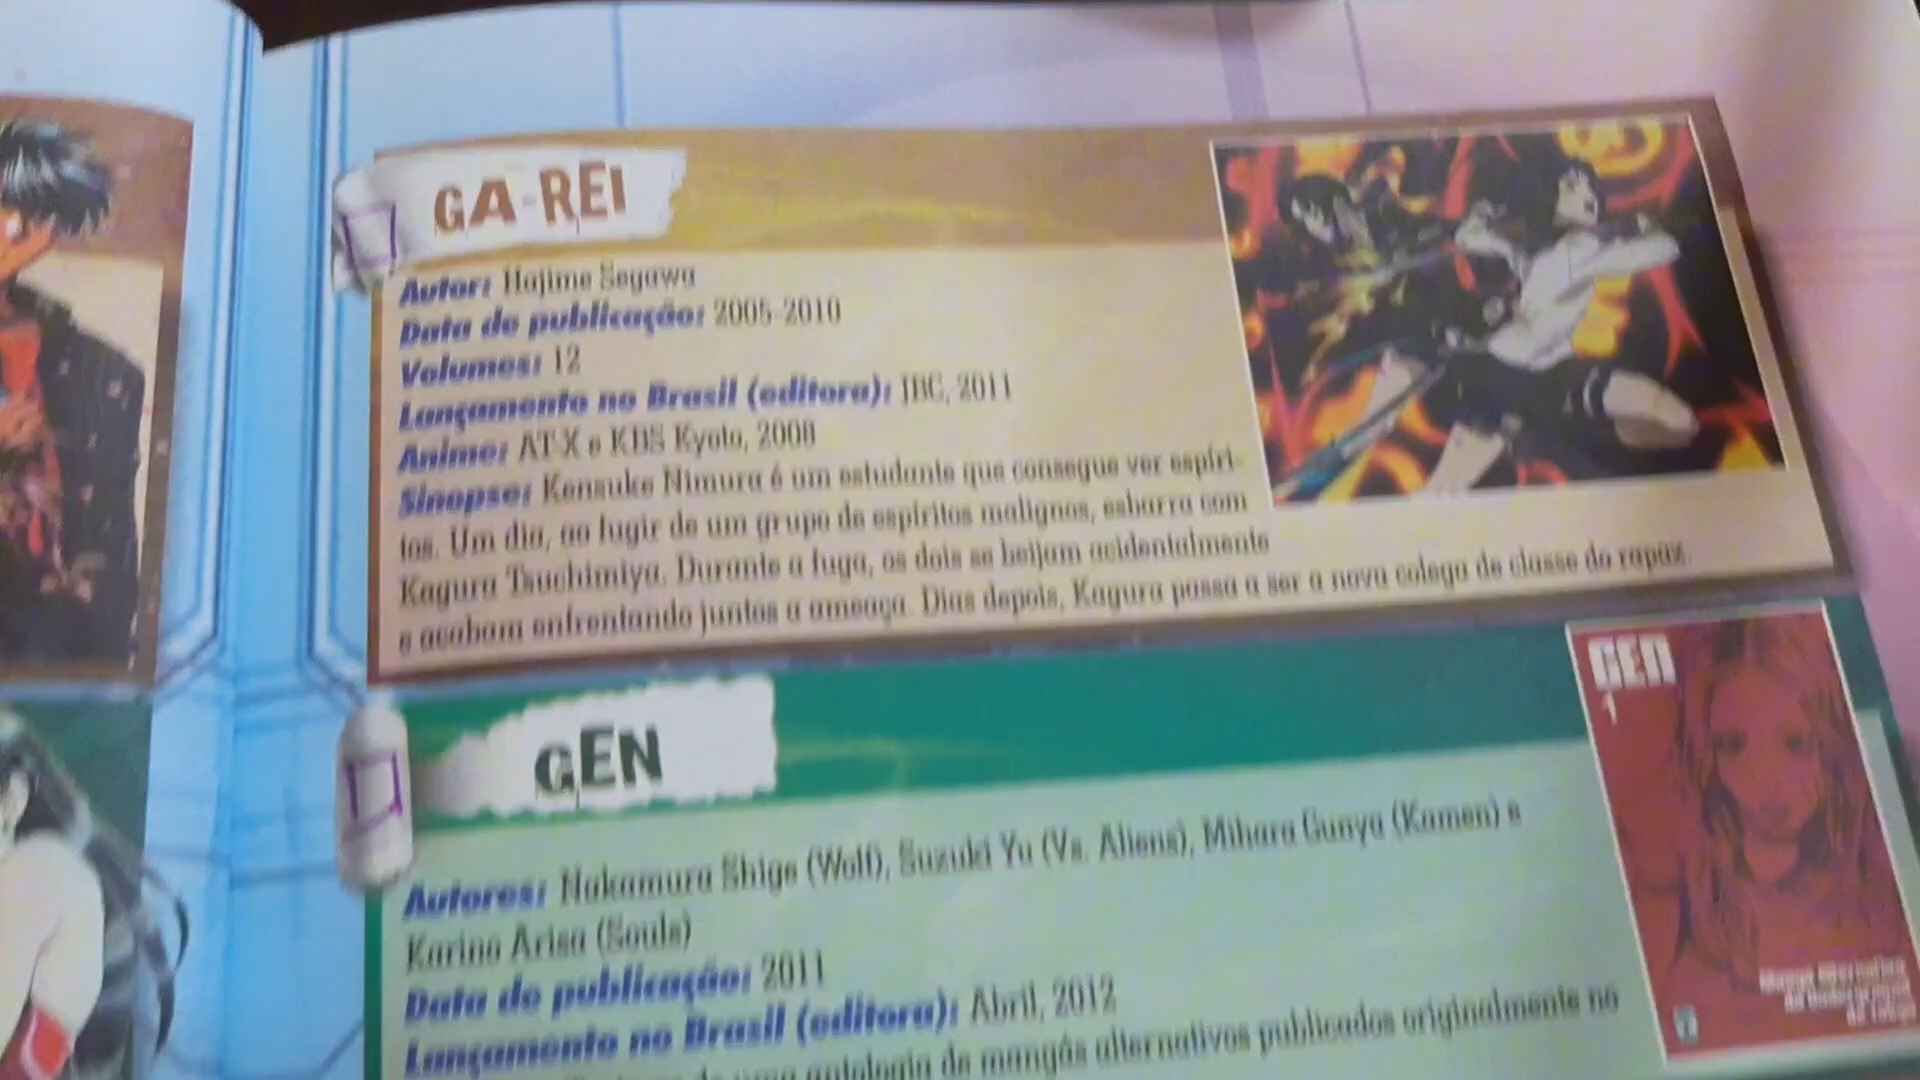 GA-REI
Autor: Hajime Segawa
Data de publicação: 2005-2010
Volumes: 12
Lançamento no Brasil (editora): JBC, 2011
Anime: AT-X e KBS Kyoto, 2008
Sinopse: Kensuke Nimura é um estudante que consegue ver espíri-
tos. Um dia, ao fugir de um grupo de espíritos malignos, esbarra com
Kagura Tsuchimiya. Durante a fuga, os dois se beijam acidentalmente
e acabam enfrentando juntos a ameaça. Dias depois, Kagura passa a ser a nova colega de classe do rapaz.
GEN
Autores: Nakamura Shige (Wolf), Suzuki Yu (Vs. Aliens), Mihara Gunya (Kamen) e
Karino Arisa (Souls)
Data de publicação: 2011
Lançamento no Brasil (editora): Abril, 2012
de uma antologia de mangás alternativos publicados originalmente no
GEN
1